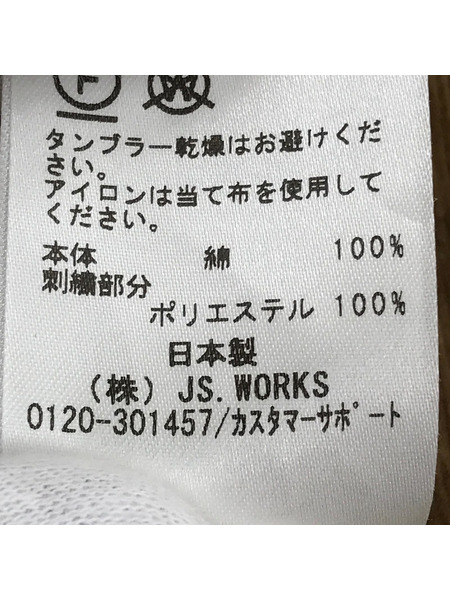 F W
タンブラー乾燥はお避けくだ
さい。
アイロンは当て布を使用して
ください。
本体 綿 100%
刺繍部分
ポリエステル 100%
日本製
(株) JS.WORKS
0120-301457/カスタマーサポート